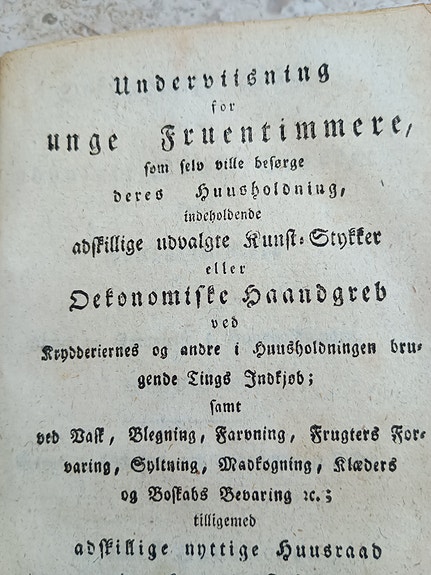 Underviisning
for
unge Fruentimmere,
som selv ville besørge
deres Huusholdning,
indeholdende
adskillige udvalgte Kunst-Stykker
eller
Oekonomiske Haandgreb
ved
Krydderiernes og andre i Huusholdningen bru-
gende Tings Indkjøb;
samt
ved Vask, Blegning, Farvning, Frugters For-
varing, Syltning, Madkogning, Klæders
og Boskabs Bevaring ꝛc.;
tilligemed
adskillige nyttige Huusraad